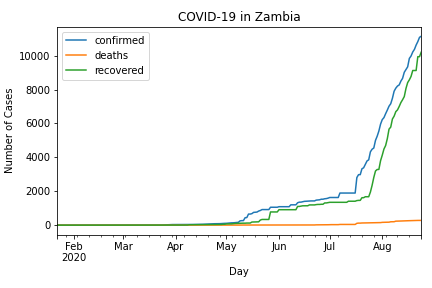 COVID-19 in Zambia
confirmed
deaths
recovered
Number of Cases
10000
8000
6000
4000
2000
0
Feb Mar Apr May Jun Jul Aug
2020
Day